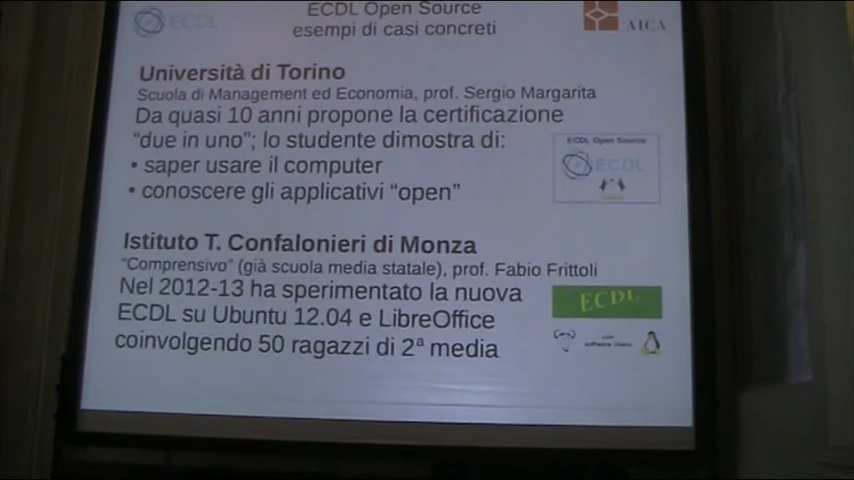 ECDL Open Source
esempi di casi concreti
ECDL
AICA
Università di Torino
Scuola di Management ed Economia, prof. Sergio Margarita
Da quasi 10 anni propone la certificazione
“due in uno”; lo studente dimostra di:
• saper usare il computer
• conoscere gli applicativi “open”
ECDL Open Source
ECDL
Istituto T. Confalonieri di Monza
“Comprensivo” (già scuola media statale), prof. Fabio Frittoli
Nel 2012-13 ha sperimentato la nuova
ECDL su Ubuntu 12.04 e LibreOffice
coinvolgendo 50 ragazzi di 2ª media
ECDL
con
software libero